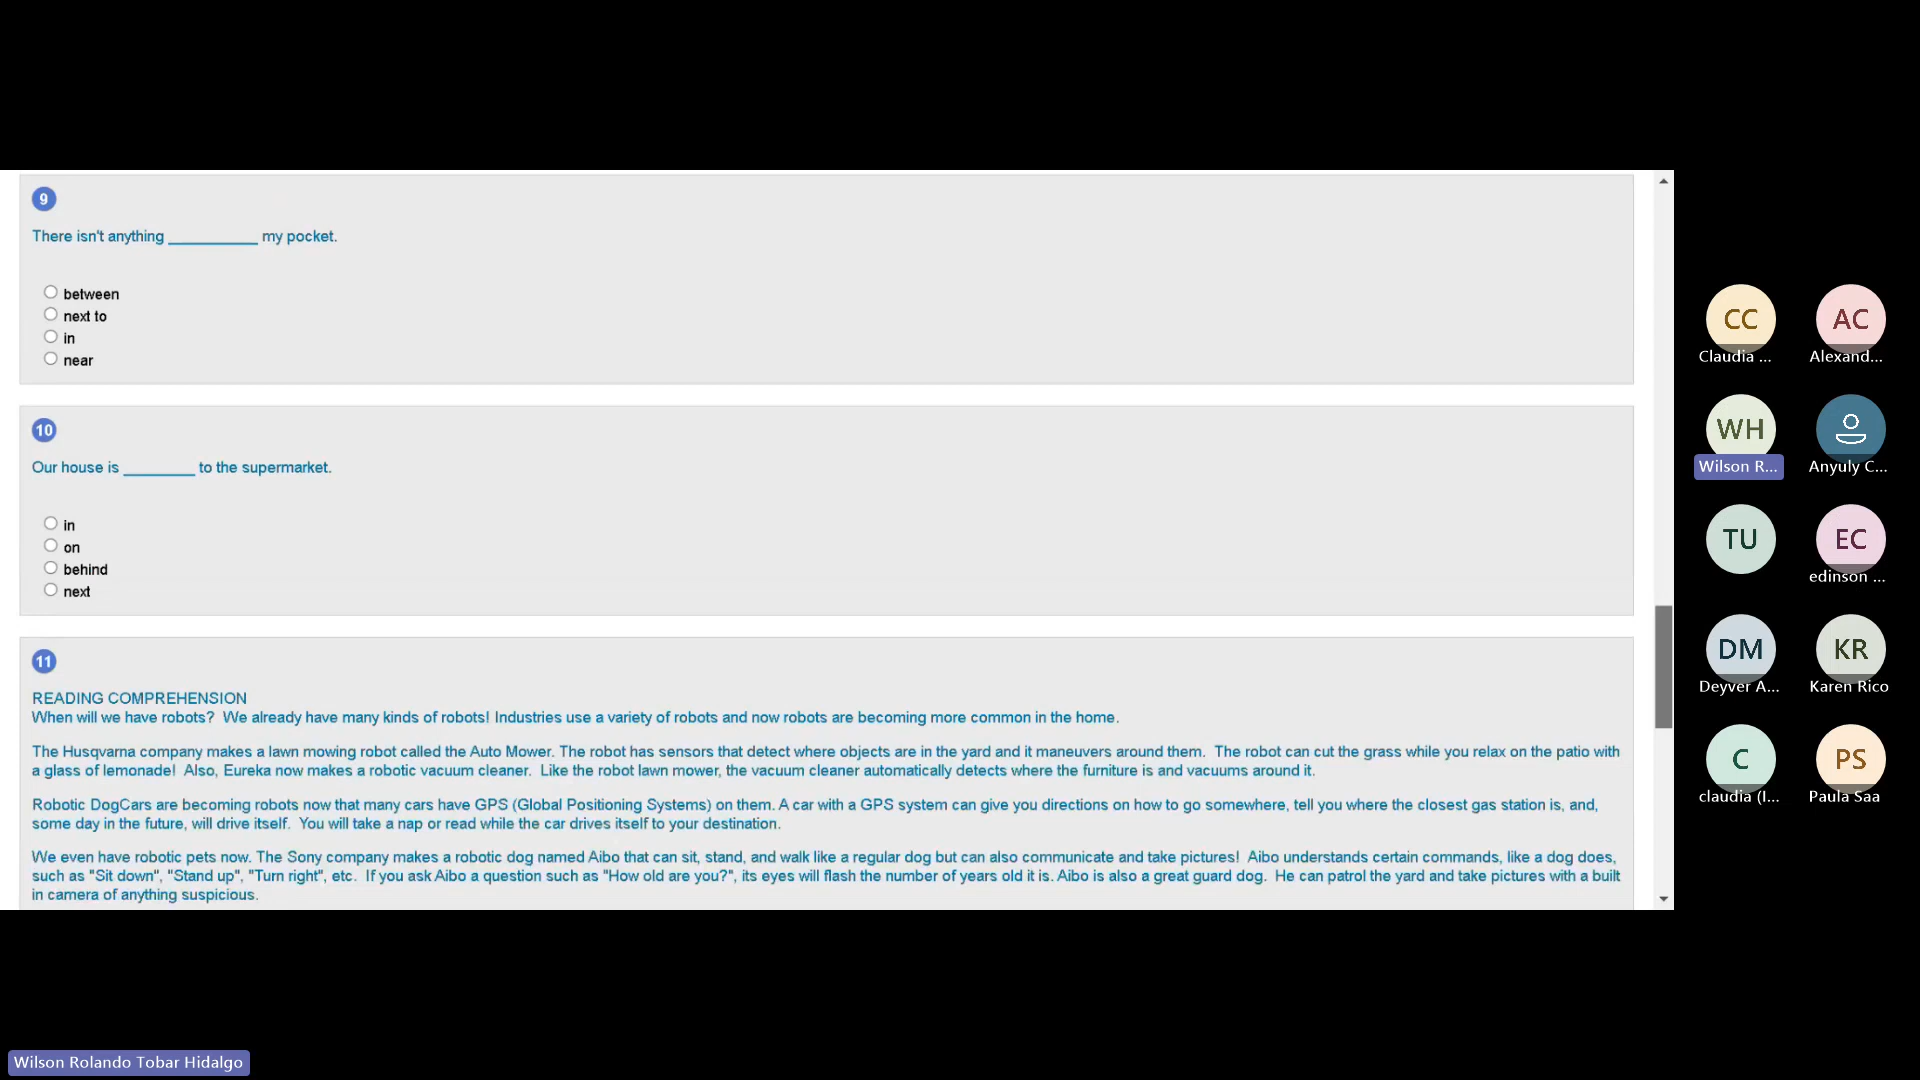 9
There isn't anything ___________ my pocket.
between
next to
in
near
10
Our house is _________ to the supermarket.
in
on
behind
next
11
READING COMPREHENSION
When will we have robots?  We already have many kinds of robots! Industries use a variety of robots and now robots are becoming more common in the home.
The Husqvarna company makes a lawn mowing robot called the Auto Mower. The robot has sensors that detect where objects are in the yard and it maneuvers around them.  The robot can cut the grass while you relax on the patio with
a glass of lemonade!  Also, Eureka now makes a robotic vacuum cleaner.  Like the robot lawn mower, the vacuum cleaner automatically detects where the furniture is and vacuums around it.
Robotic DogCars are becoming robots now that many cars have GPS (Global Positioning Systems) on them. A car with a GPS system can give you directions on how to go somewhere, tell you where the closest gas station is, and,
some day in the future, will drive itself.  You will take a nap or read while the car drives itself to your destination.
We even have robotic pets now. The Sony company makes a robotic dog named Aibo that can sit, stand, and walk like a regular dog but can also communicate and take pictures!  Aibo understands certain commands, like a dog does,
such as "Sit down", "Stand up", "Turn right", etc.  If you ask Aibo a question such as "How old are you?", its eyes will flash the number of years old it is. Aibo is also a great guard dog.  He can patrol the yard and take pictures with a built
in camera of anything suspicious.
CC
Claudia ...
AC
Alexand...
WH
Wilson R...
Anyuly C...
TU
EC
edinson ...
DM
Deyver A...
KR
Karen Rico
C
claudia (I...
PS
Paula Saa
Wilson Rolando Tobar Hidalgo